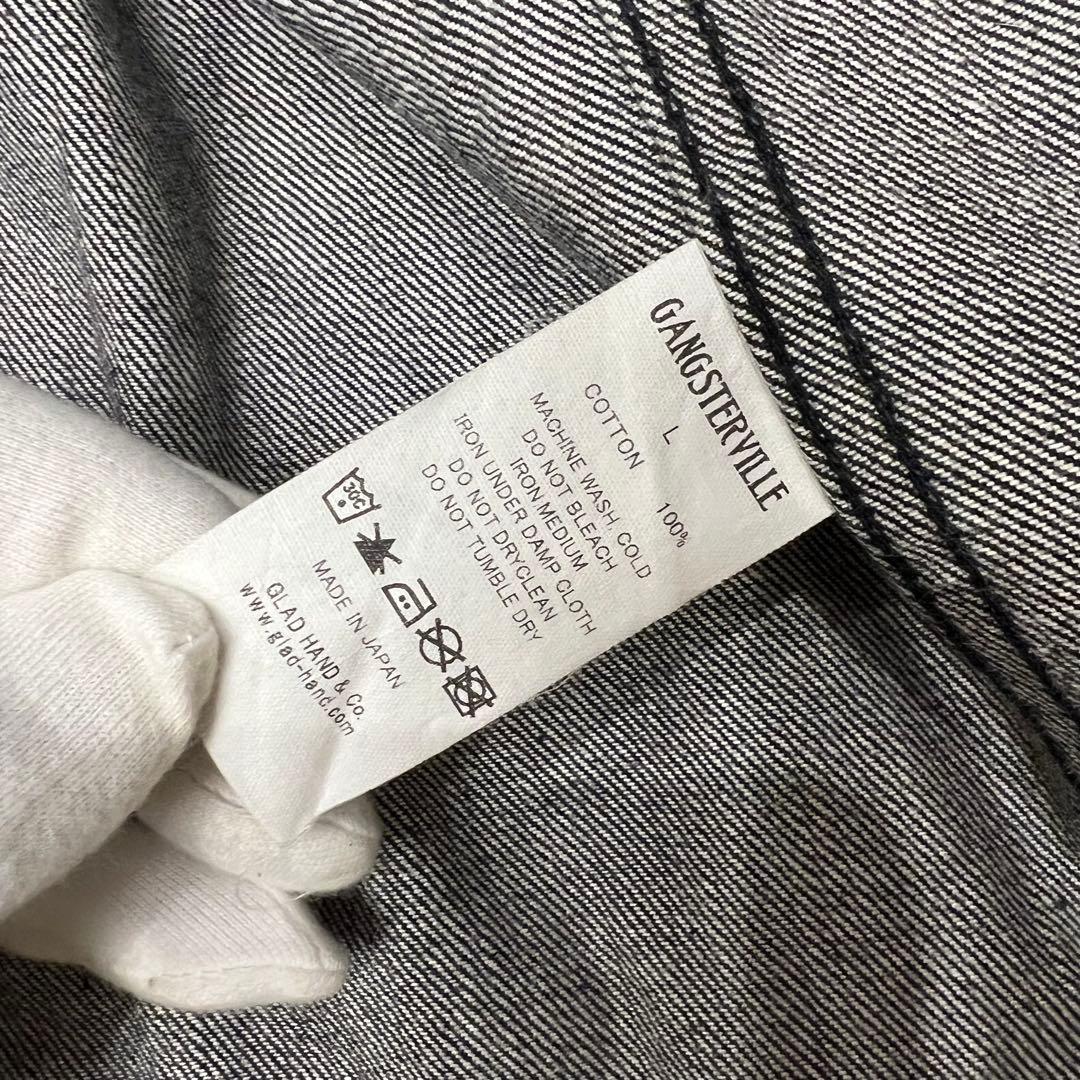 GANGSTERVILLE
L
COTTON 100%
MACHINE WASH, COLD
DO NOT BLEACH
IRON MEDIUM
IRON UNDER DAMP CLOTH
DO NOT DRYCLEAN
DO NOT TUMBLE DRY
30C
MADE IN JAPAN
GLAD HAND & Co.
www.glad-hand.com